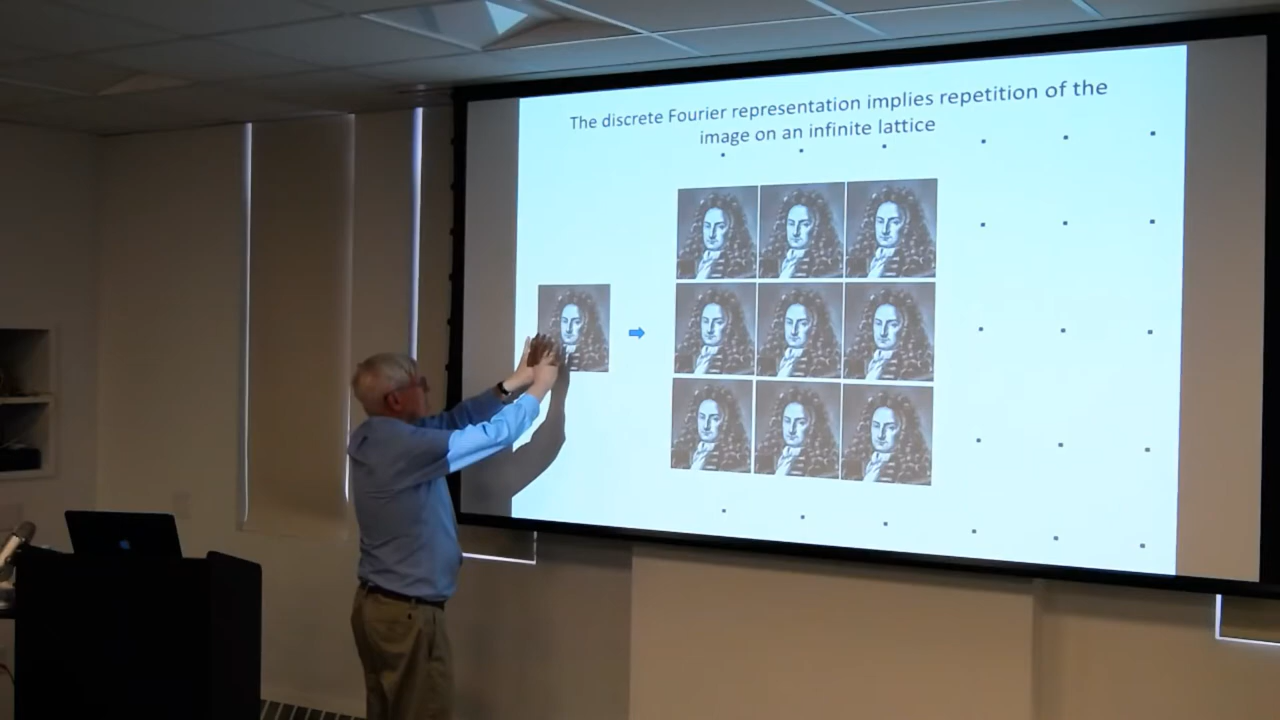 The discrete Fourier representation implies repetition of the
image on an infinite lattice